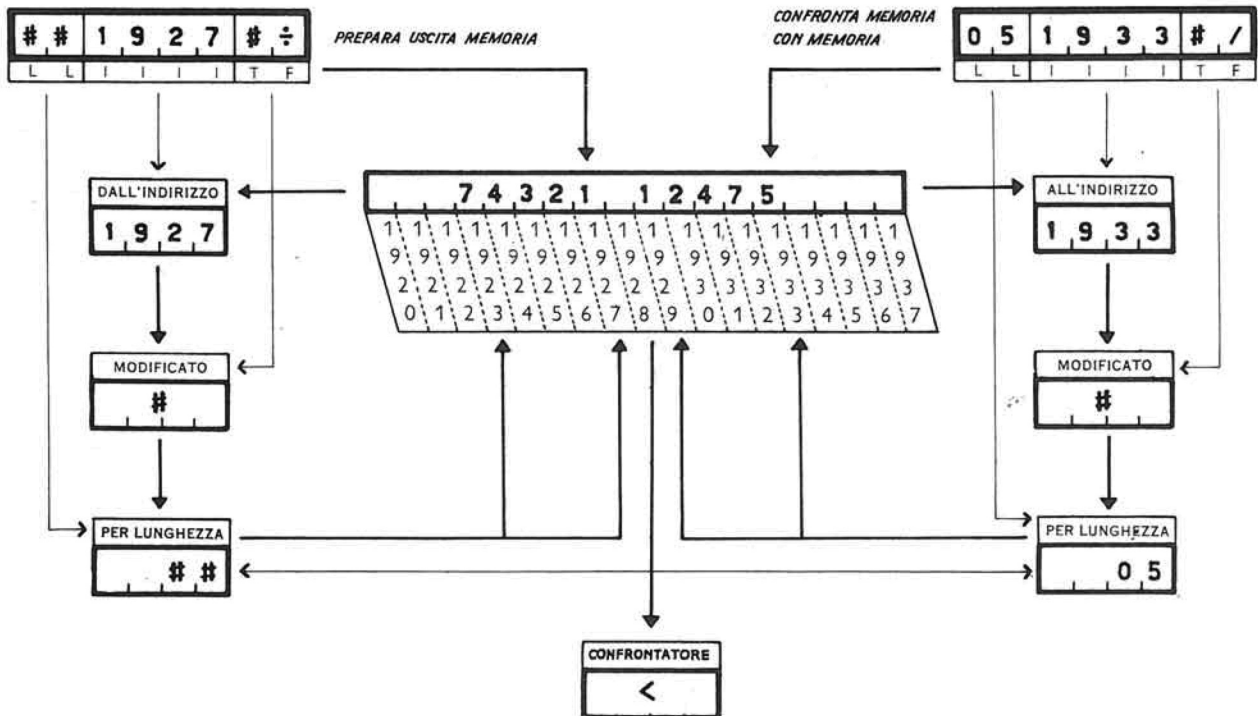 # # 1 9 2 7 # ÷
L L I I I I T F
PREPARA USCITA MEMORIA
CONFRONTA MEMORIA
CON MEMORIA
0 5 1 9 3 3 # /
L L I I I I T F
DALL'INDIRIZZO
1 9 2 7
7 4 3 2 1 1 2 4 7 5
1 1 1 1 1 1 1 1 1 1 1 1 1 1 1 1 1 1
9 9 9 9 9 9 9 9 9 9 9 9 9 9 9 9 9 9
2 2 2 2 2 2 2 2 2 2 3 3 3 3 3 3 3 3
0 1 2 3 4 5 6 7 8 9 0 1 2 3 4 5 6 7
ALL'INDIRIZZO
1 9 3 3
MODIFICATO
#
MODIFICATO
#
PER LUNGHEZZA
# #
PER LUNGHEZZA
0 5
CONFRONTATORE
<